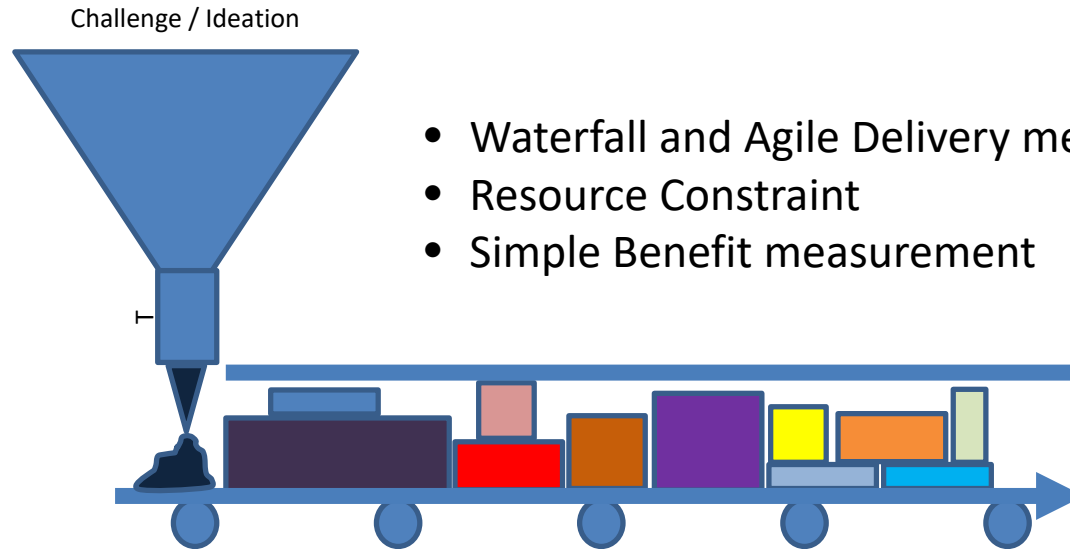 Challenge / Ideation
• Waterfall and Agile Delivery me
• Resource Constraint
• Simple Benefit measurement
T